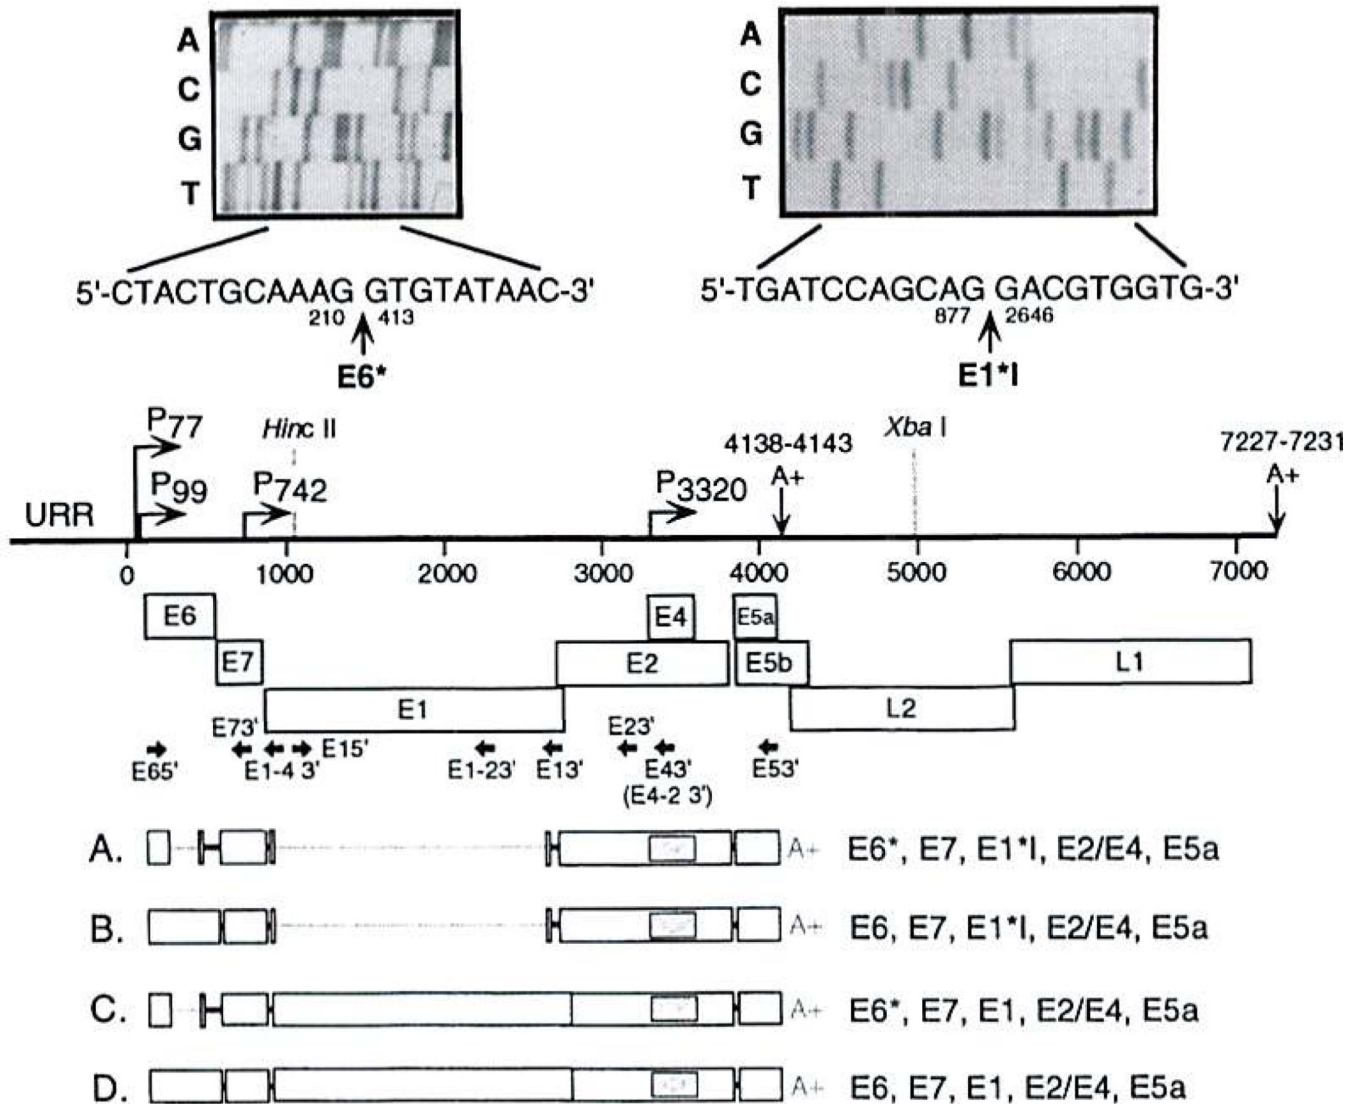 A
C
G
T
5'-CTACTGCAAAG GTGTATAAC-3'
210 413
E6*
A
C
G
T
5'-TGATCCAGCAG GACGTGGTG-3'
877 2646
E1*I
P77
Hinc II
P99
P742
URR
P3320
4138-4143
A+
Xba I
7227-7231
A+
0 1000 2000 3000 4000 5000 6000 7000
E6 E4 E5a
E7 E2 E5b L1
E1 L2
E73' E23'
E15'
E65' E1-4 3' E1-23' E13' E43' E53'
(E4-2 3')
A. A+ E6*, E7, E1*I, E2/E4, E5a
B. A+ E6, E7, E1*I, E2/E4, E5a
C. A+ E6*, E7, E1, E2/E4, E5a
D. A+ E6, E7, E1, E2/E4, E5a